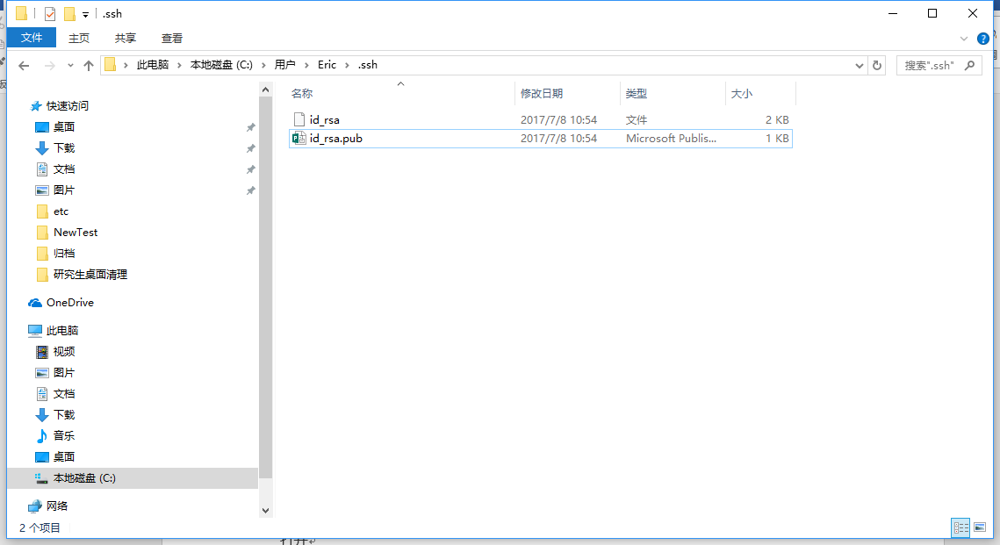 .ssh
文件 主页 共享 查看
此电脑 本地磁盘 (C:) 用户 Eric .ssh 搜索".ssh"
名称 修改日期 类型 大小
id_rsa 2017/7/8 10:54 文件 2 KB
id_rsa.pub 2017/7/8 10:54 Microsoft Publis... 1 KB
快速访问
桌面
下载
文档
图片
etc
NewTest
归档
研究生桌面清理
OneDrive
此电脑
视频
图片
文档
下载
音乐
桌面
本地磁盘 (C:)
网络
2 个项目
打开